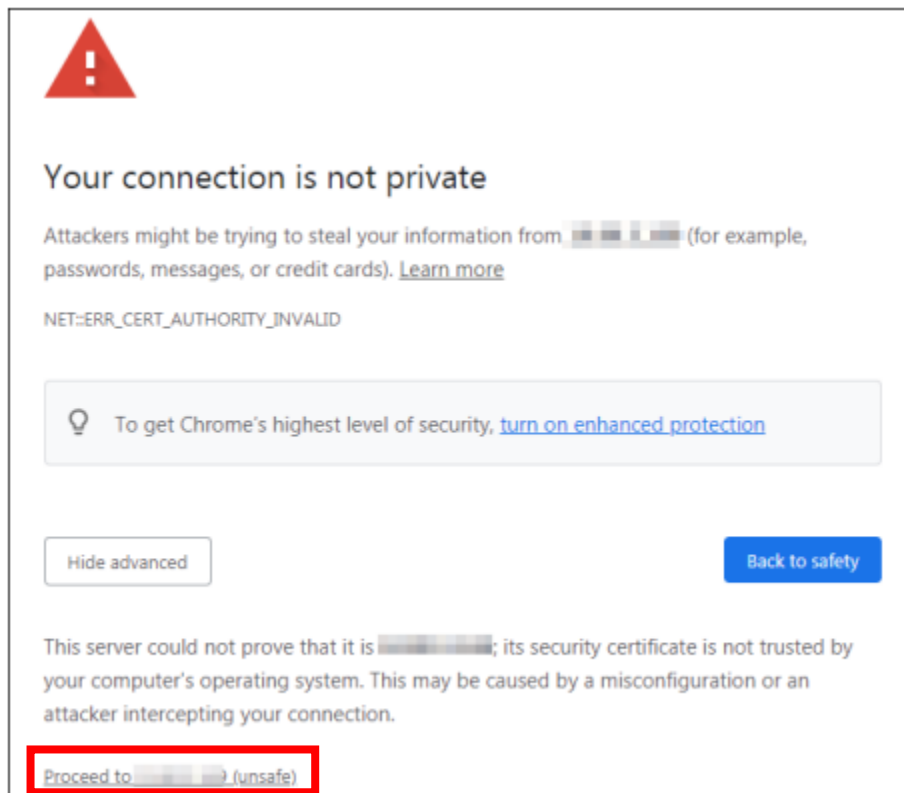 Your connection is not private
Attackers might be trying to steal your information from (for example,
passwords, messages, or credit cards). Learn more
NET::ERR_CERT_AUTHORITY_INVALID
To get Chrome's highest level of security, turn on enhanced protection
Hide advanced
Back to safety
This server could not prove that it is ; its security certificate is not trusted by
your computer's operating system. This may be caused by a misconfiguration or an
attacker intercepting your connection.
Proceed to (unsafe)